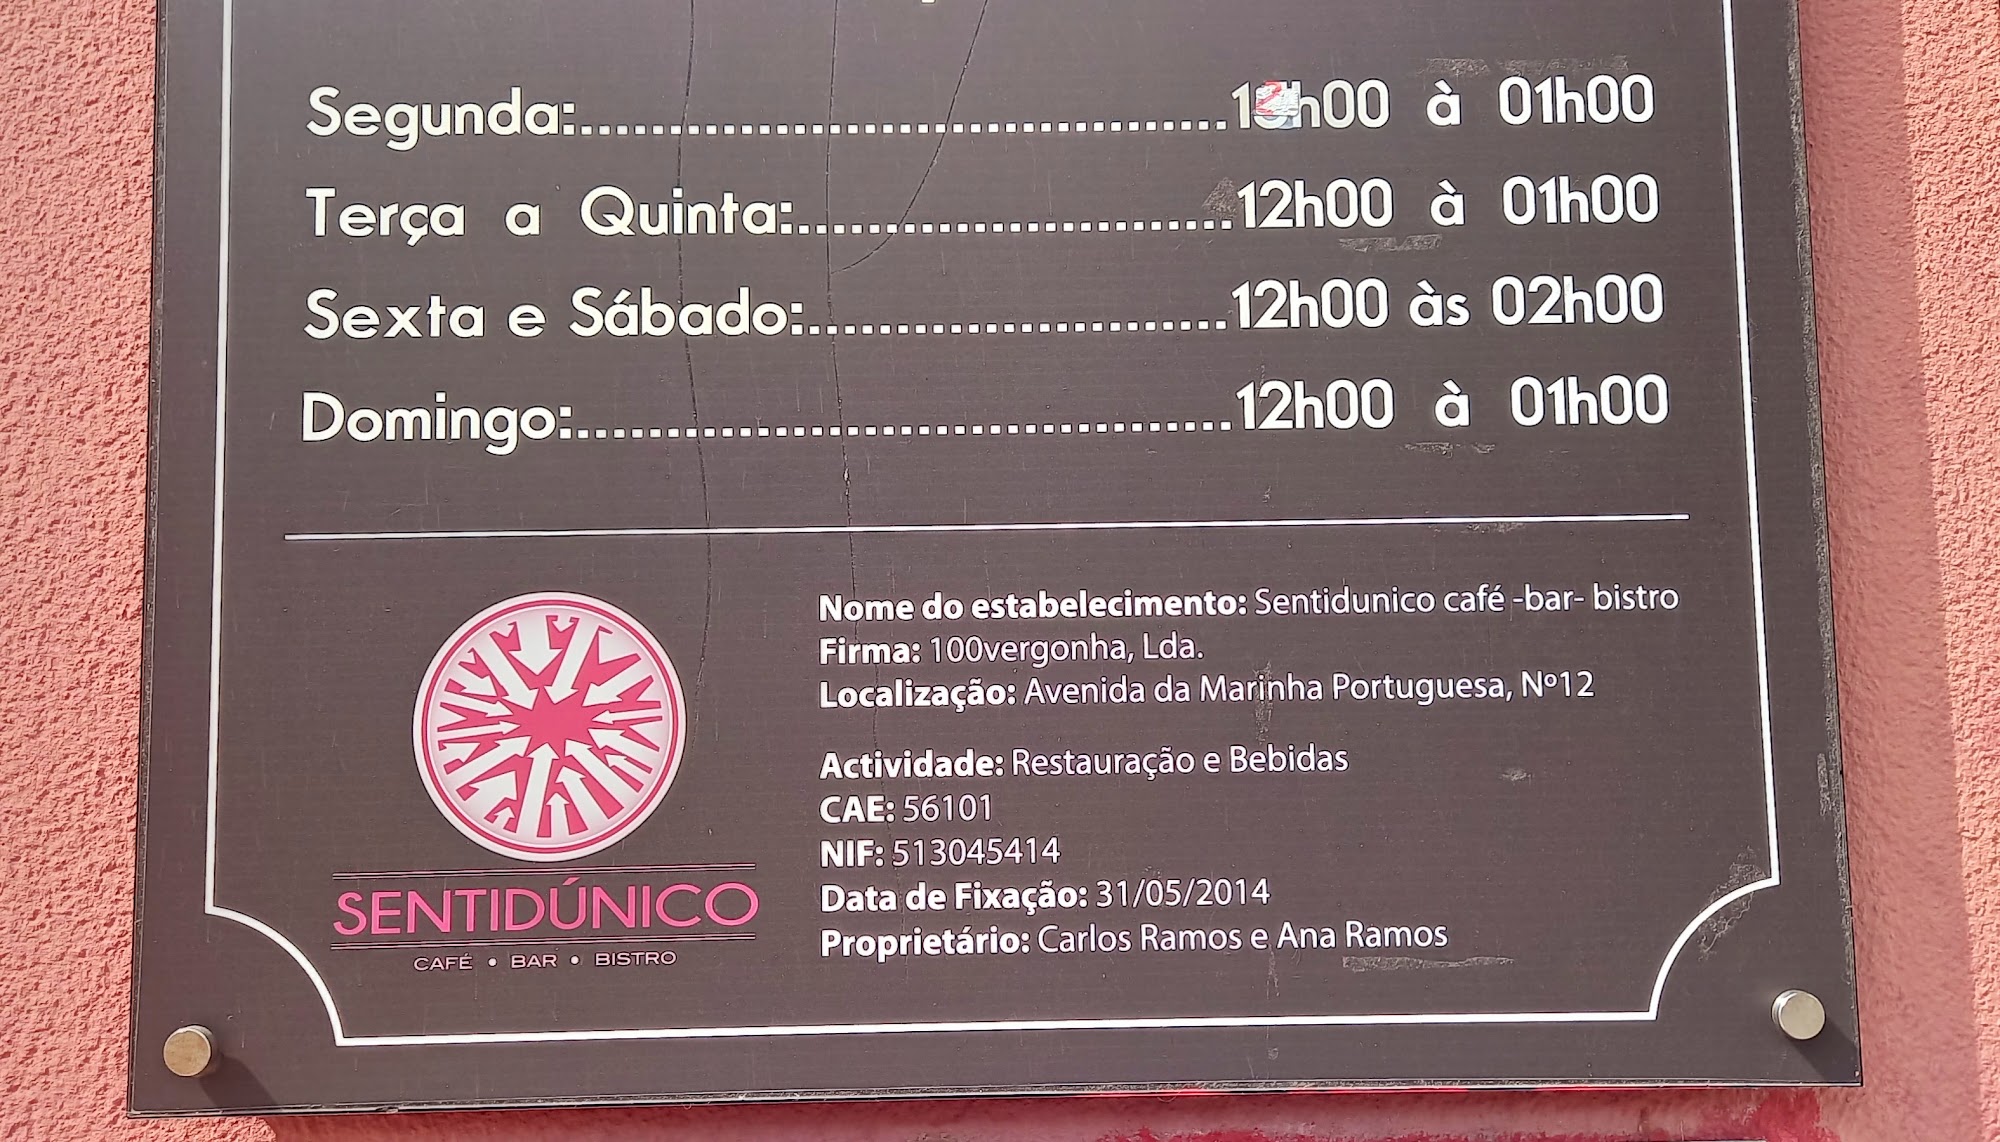 Segunda:....................................12h00 à 01h00
Terça a Quinta:........................12h00 à 01h00
Sexta e Sábado:.......................12h00 às 02h00
Domingo:....................................12h00 à 01h00
Nome do estabelecimento: Sentidunico café -bar- bistro
Firma: 100vergonha, Lda.
Localização: Avenida da Marinha Portuguesa, Nº12
Actividade: Restauração e Bebidas
CAE: 56101
NIF: 513045414
Data de Fixação: 31/05/2014
Proprietário: Carlos Ramos e Ana Ramos
SENTIDÚNICO
CAFÉ • BAR • BISTRO